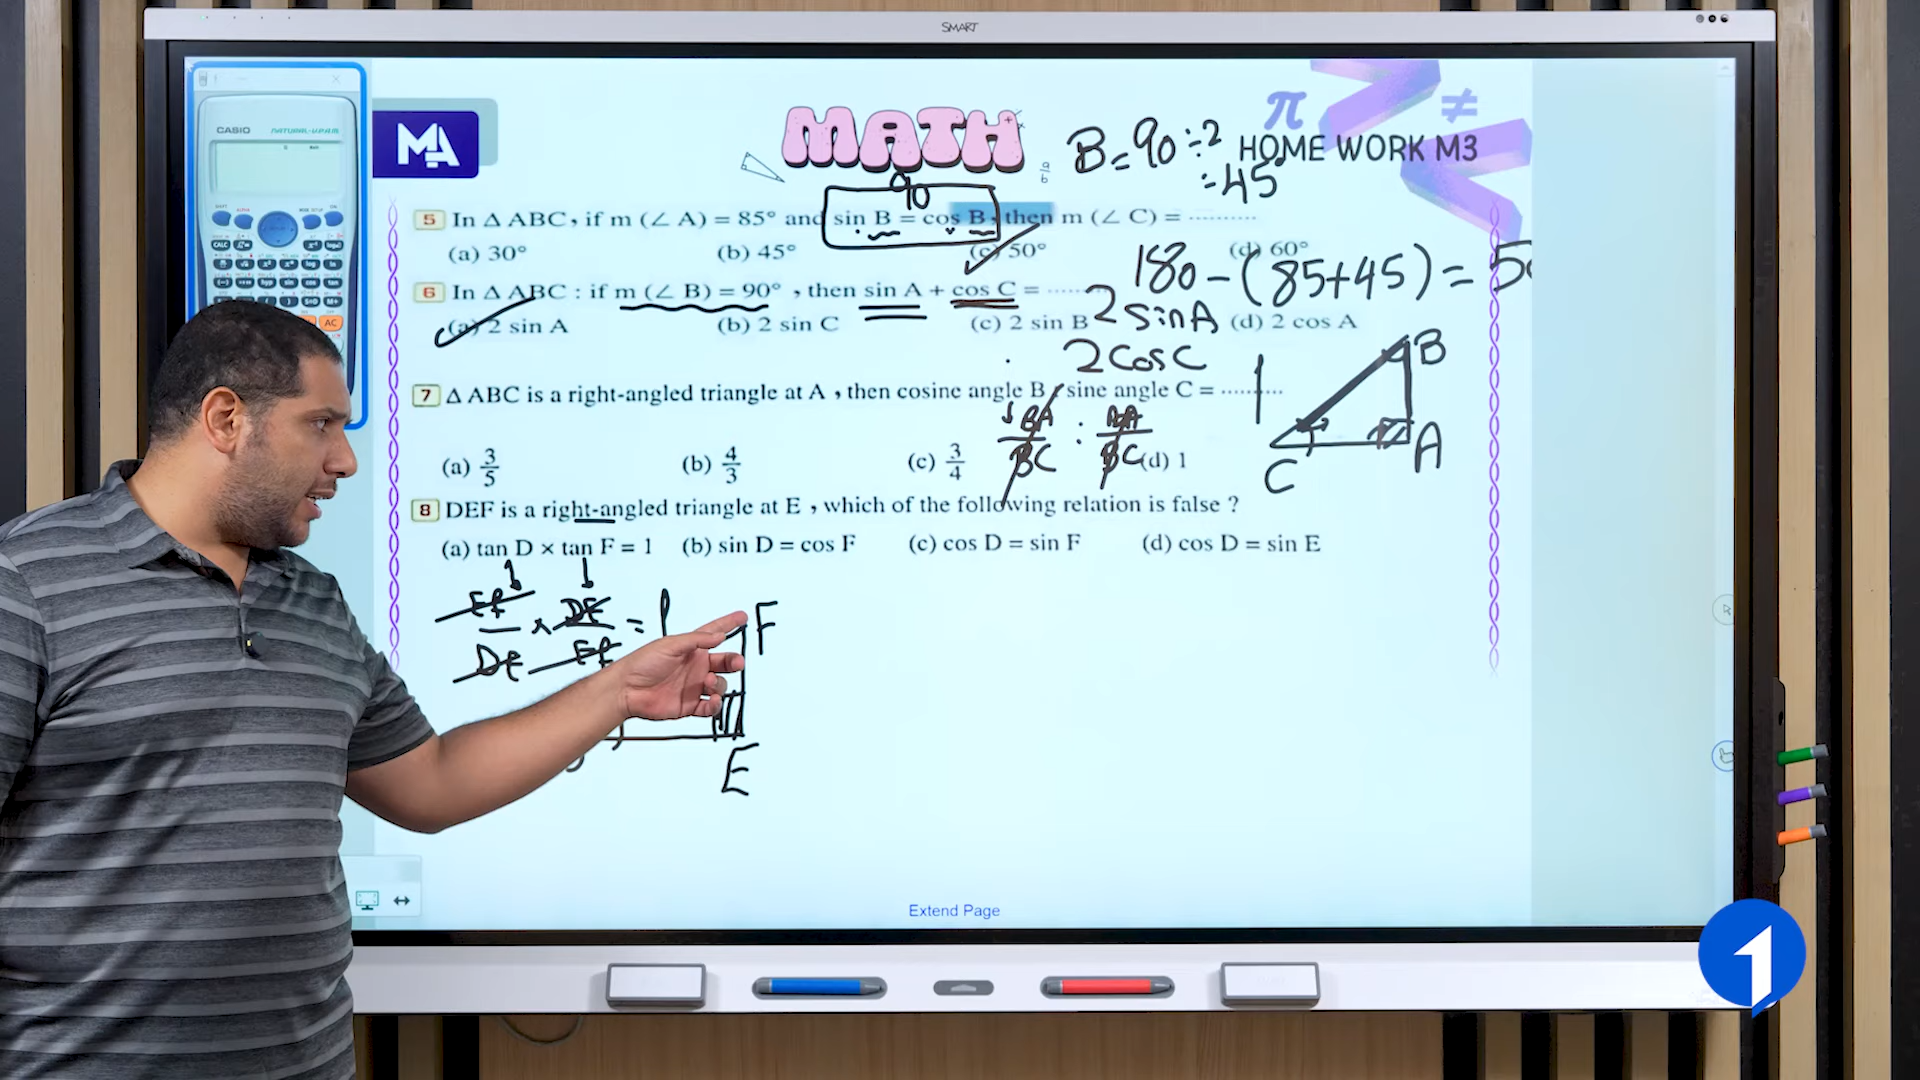 SMART
CASIO NATURAL-V.P.A.M.
MA
MATH
π ≠
HOME WORK M3
B = 90 ÷ 2
= 45
90
5 In Δ ABC, if m (∠ A) = 85° and sin B = cos B, then m (∠ C) = ..........
(a) 30° (b) 45° (c) 50° (d) 60°
180 - (85+45) = 50
6 In Δ ABC : if m (∠ B) = 90° , then sin A + cos C = ..........
(a) 2 sin A (b) 2 sin C (c) 2 sin B (d) 2 cos A
2 sin A
2 cos C
7 Δ ABC is a right-angled triangle at A , then cosine angle B / sine angle C = ..........
1
BA/BC : BA/BC
B
A
C
(a) 3/5 (b) 4/3 (c) 3/4 (d) 1
8 DEF is a right-angled triangle at E , which of the following relation is false ?
(a) tan D × tan F = 1 (b) sin D = cos F (c) cos D = sin F (d) cos D = sin E
EF/DE × DE/EF = 1
F
E
Extend Page
1